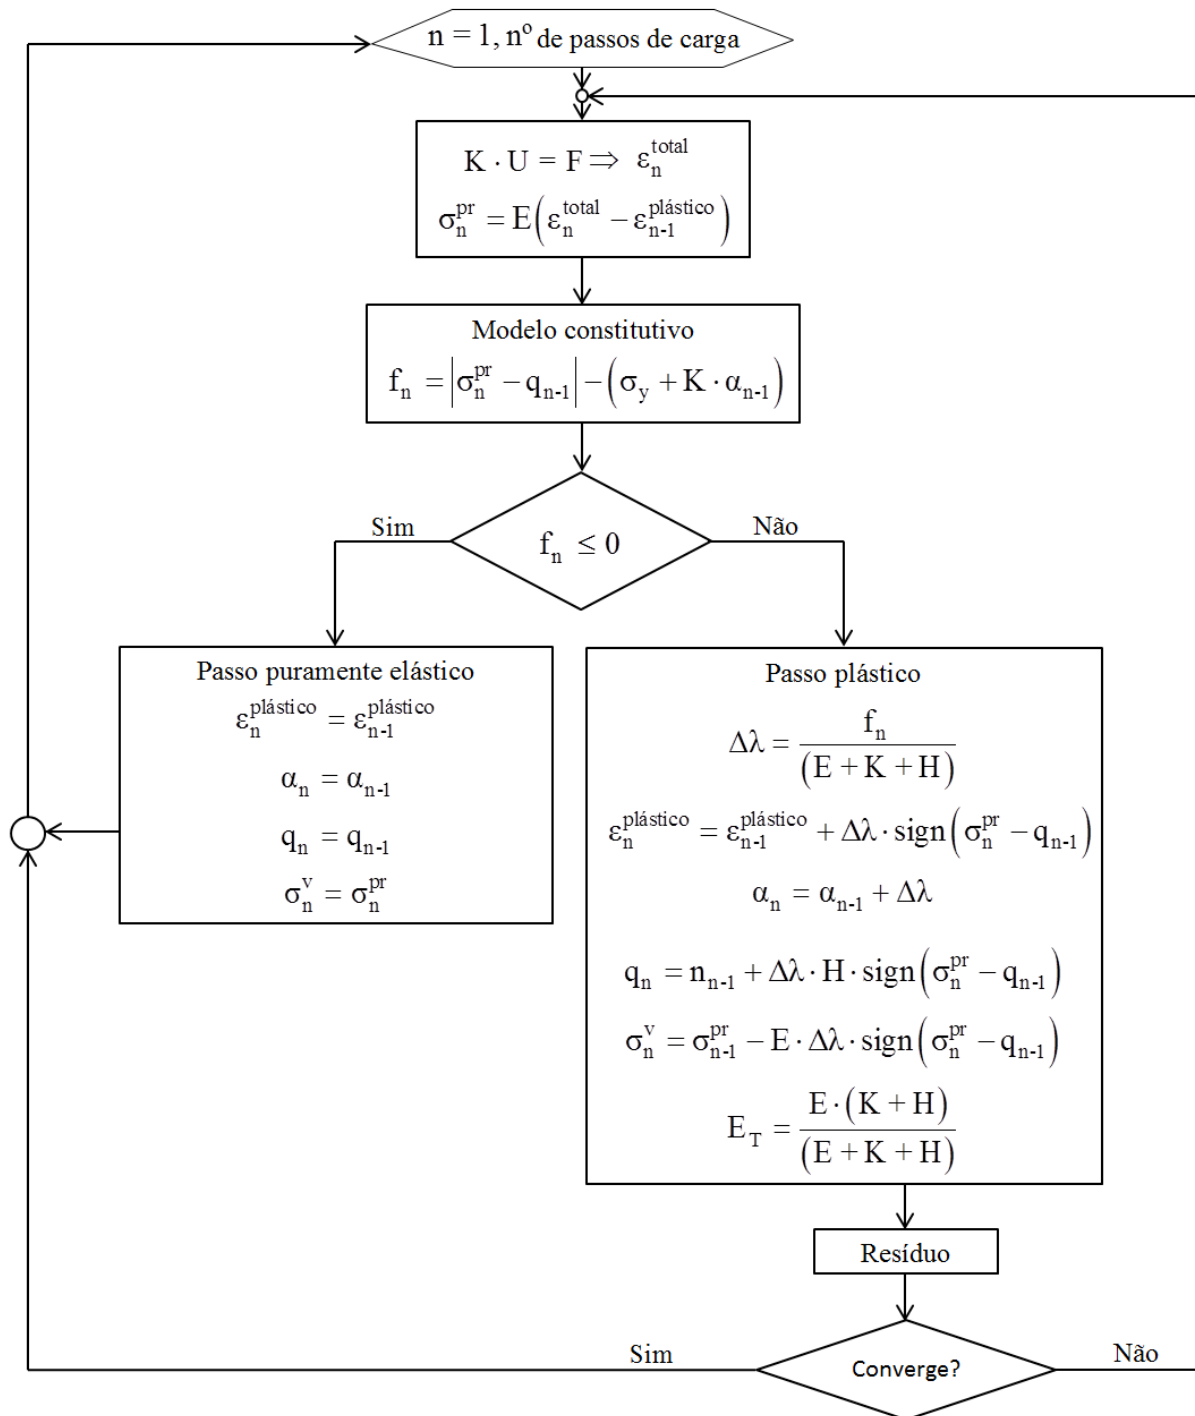 n = 1, nº de passos de carga
K · U = F ⇒ ε_n^total
σ_n^pr = E(ε_n^total − ε_n-1^plástico)
Modelo constitutivo
f_n = |σ_n^pr − q_n-1| − (σ_y + K · α_n-1)
Sim
f_n ≤ 0
Não
Passo puramente elástico
ε_n^plástico = ε_n-1^plástico
α_n = α_n-1
q_n = q_n-1
σ_n^v = σ_n^pr
Passo plástico
Δλ = f_n / (E + K + H)
ε_n^plástico = ε_n-1^plástico + Δλ · sign(σ_n^pr − q_n-1)
α_n = α_n-1 + Δλ
q_n = n_n-1 + Δλ · H · sign(σ_n^pr − q_n-1)
σ_n^v = σ_n-1^pr − E · Δλ · sign(σ_n^pr − q_n-1)
E_T = E · (K + H) / (E + K + H)
Resíduo
Sim
Converge?
Não